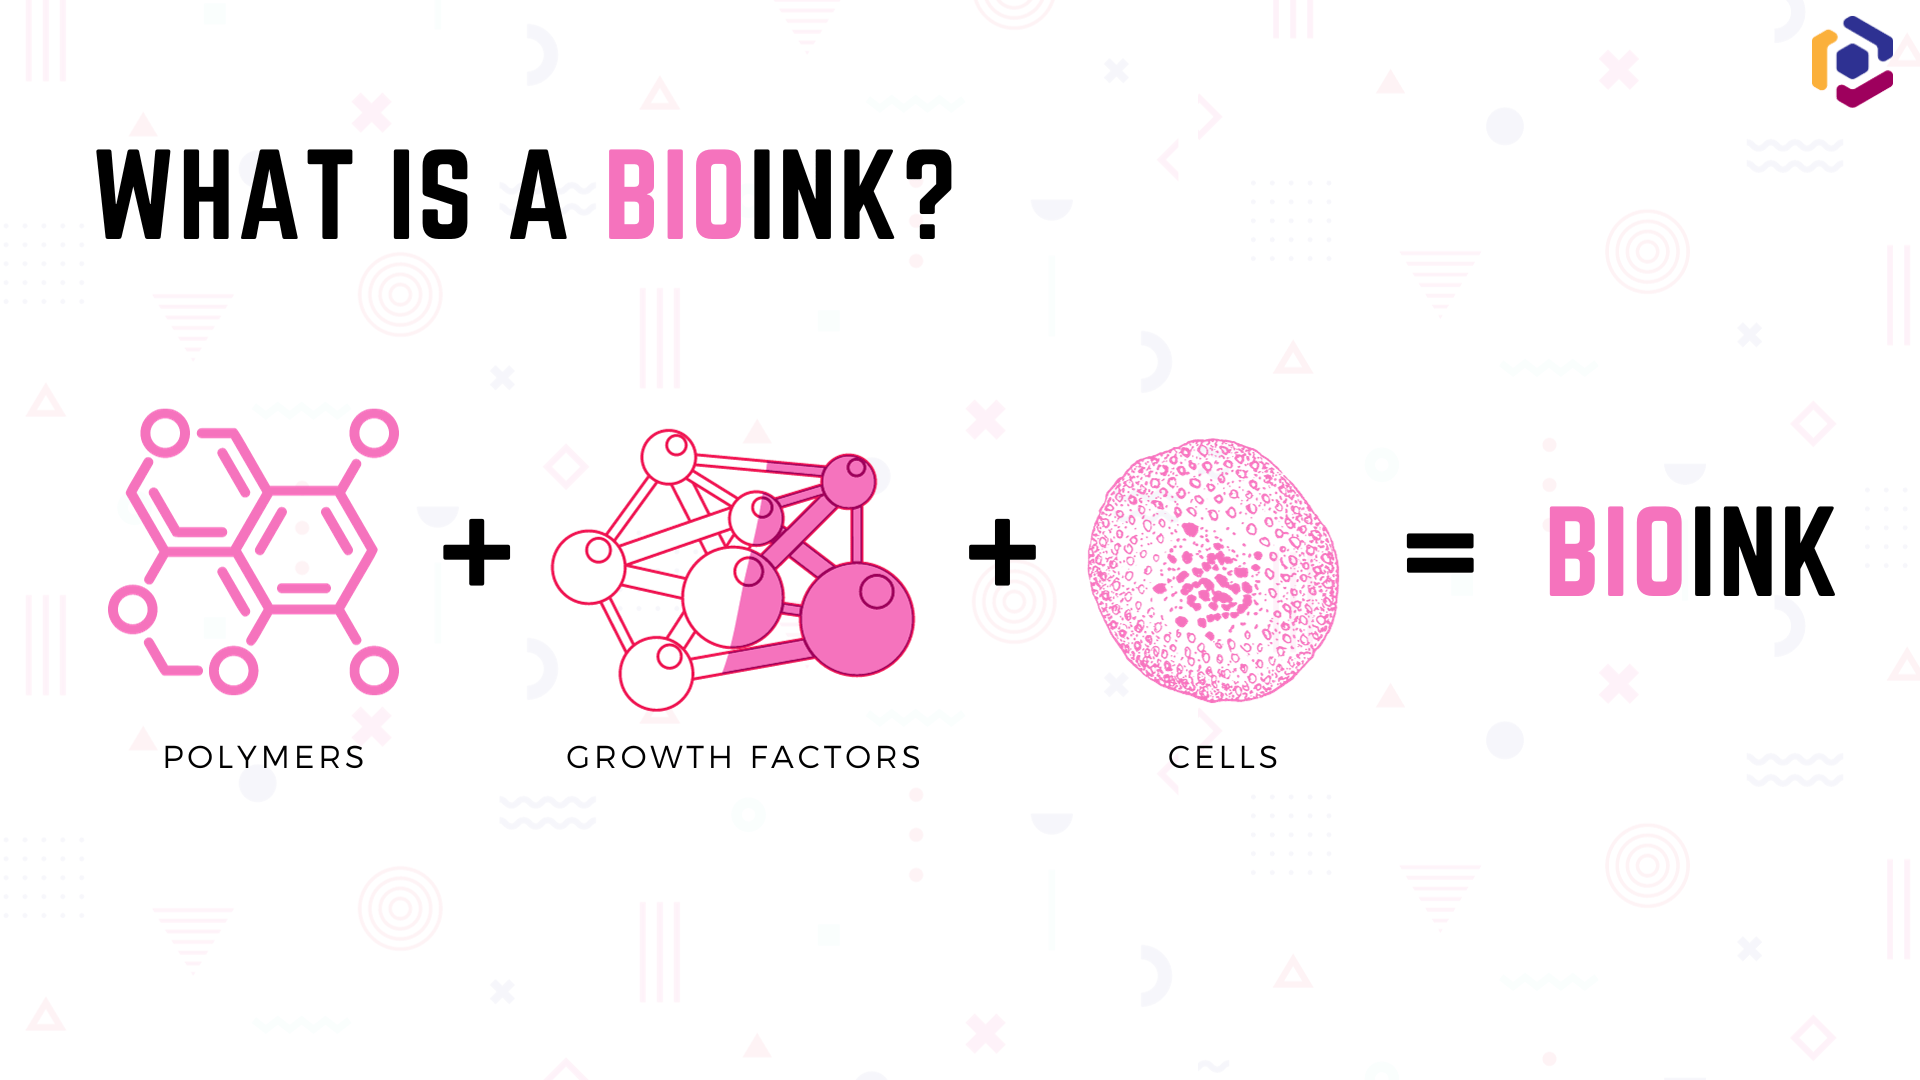 WHAT IS A BIOINK?
+ + = BIOINK
POLYMERS GROWTH FACTORS CELLS